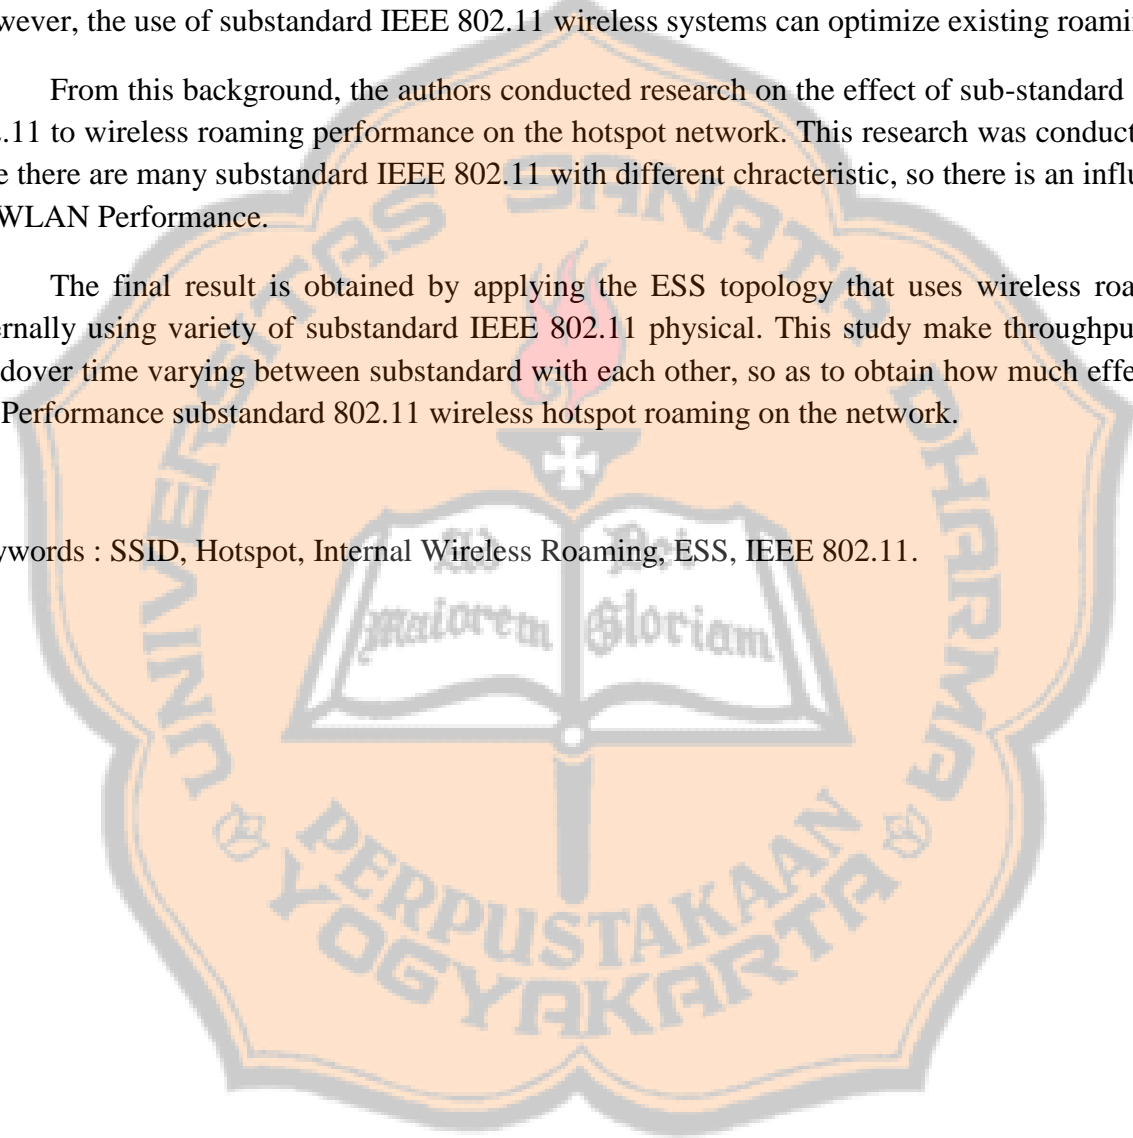 wever, the use of substandard IEEE 802.11 wireless systems can optimize existing roamin
From this background, the authors conducted research on the effect of sub-standard
.11 to wireless roaming performance on the hotspot network. This research was conduct
e there are many substandard IEEE 802.11 with different chracteristic, so there is an influ
WLAN Performance.
The final result is obtained by applying the ESS topology that uses wireless roa
ernally using variety of substandard IEEE 802.11 physical. This study make throughpu
dover time varying between substandard with each other, so as to obtain how much effe
Performance substandard 802.11 wireless hotspot roaming on the network.
ywords : SSID, Hotspot, Internal Wireless Roaming, ESS, IEEE 802.11.
UNIVERSITAS SANATA DHARMA
Ad Dei
Maiorem Gloriam
PERPUSTAKAAN
YOGYAKARTA